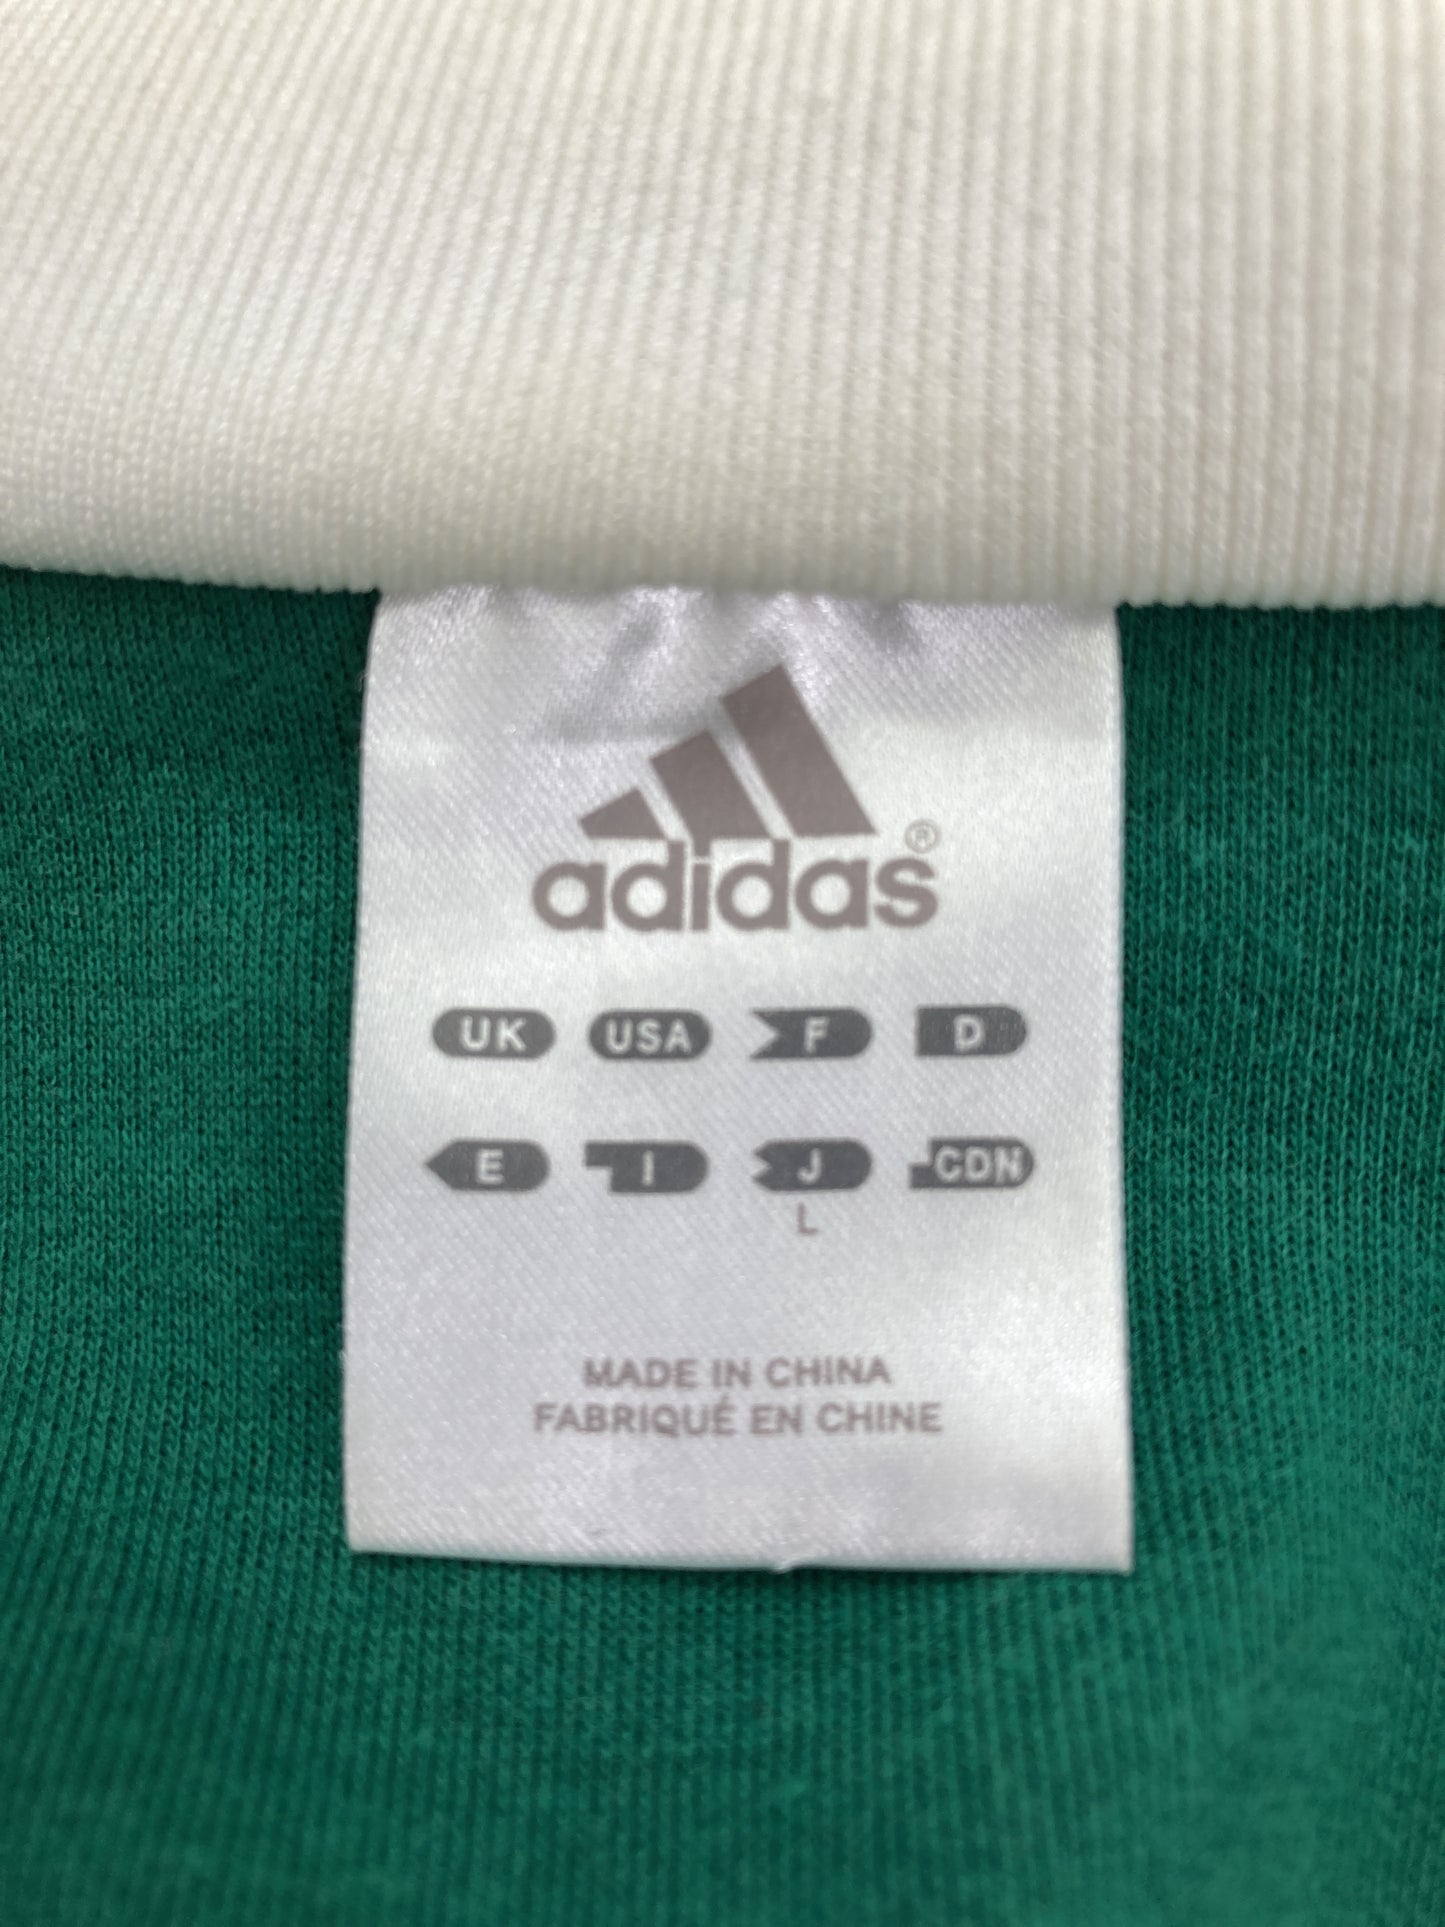 adidas®
UK USA F D
E I J CDN
L
MADE IN CHINA
FABRIQUÉ EN CHINE